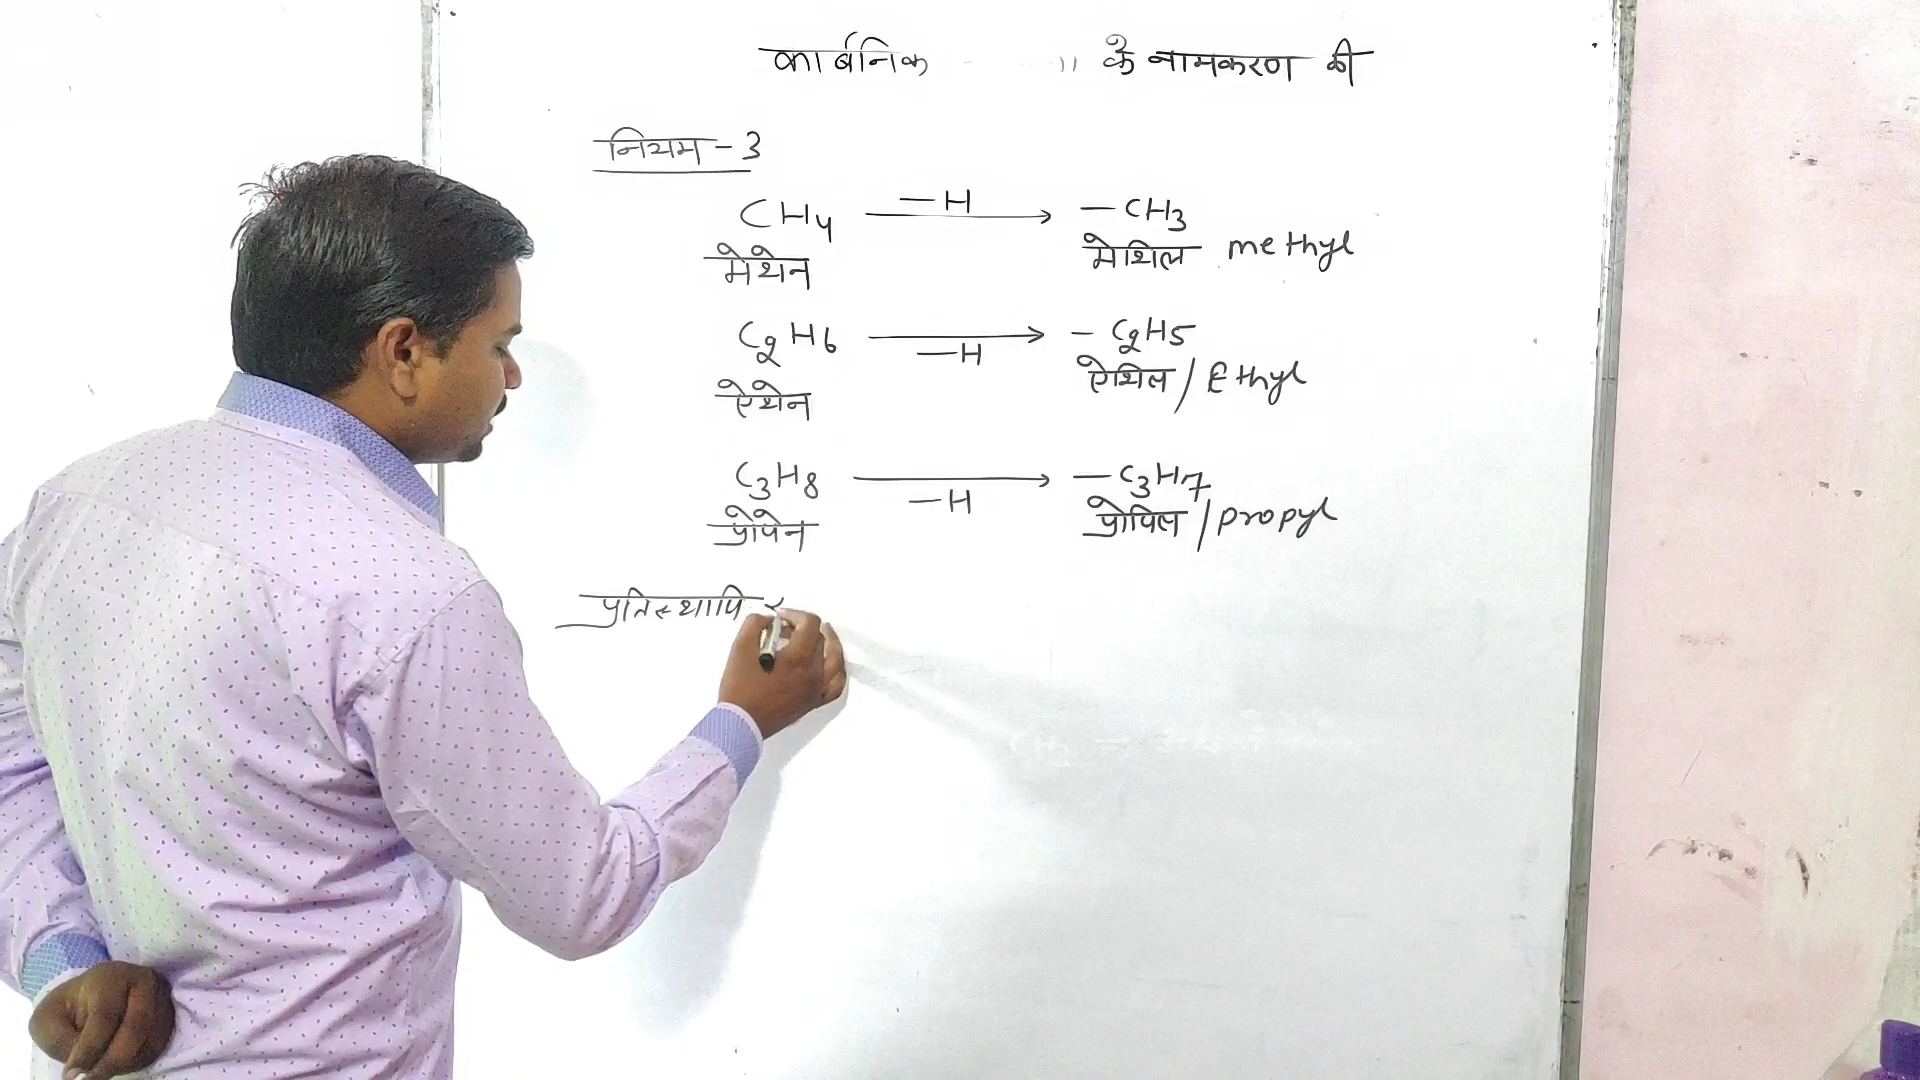 कार्बनिक के नामकरण की
नियम - 3
CH4 —H → — CH3
मेथेन मेथिल methyl
C2H6 —H → — C2H5
ऐथेन ऐथिल / Ethyl
C3H8 —H → — C3H7
प्रोपेन प्रोपिल / propyl
प्रतिस्थापि